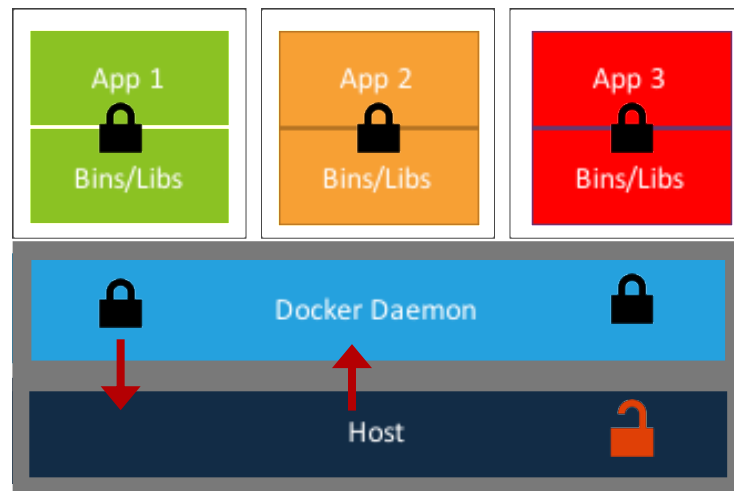 App 1
App 2
App 3
Bins/Libs
Bins/Libs
Bins/Libs
Docker Daemon
Host